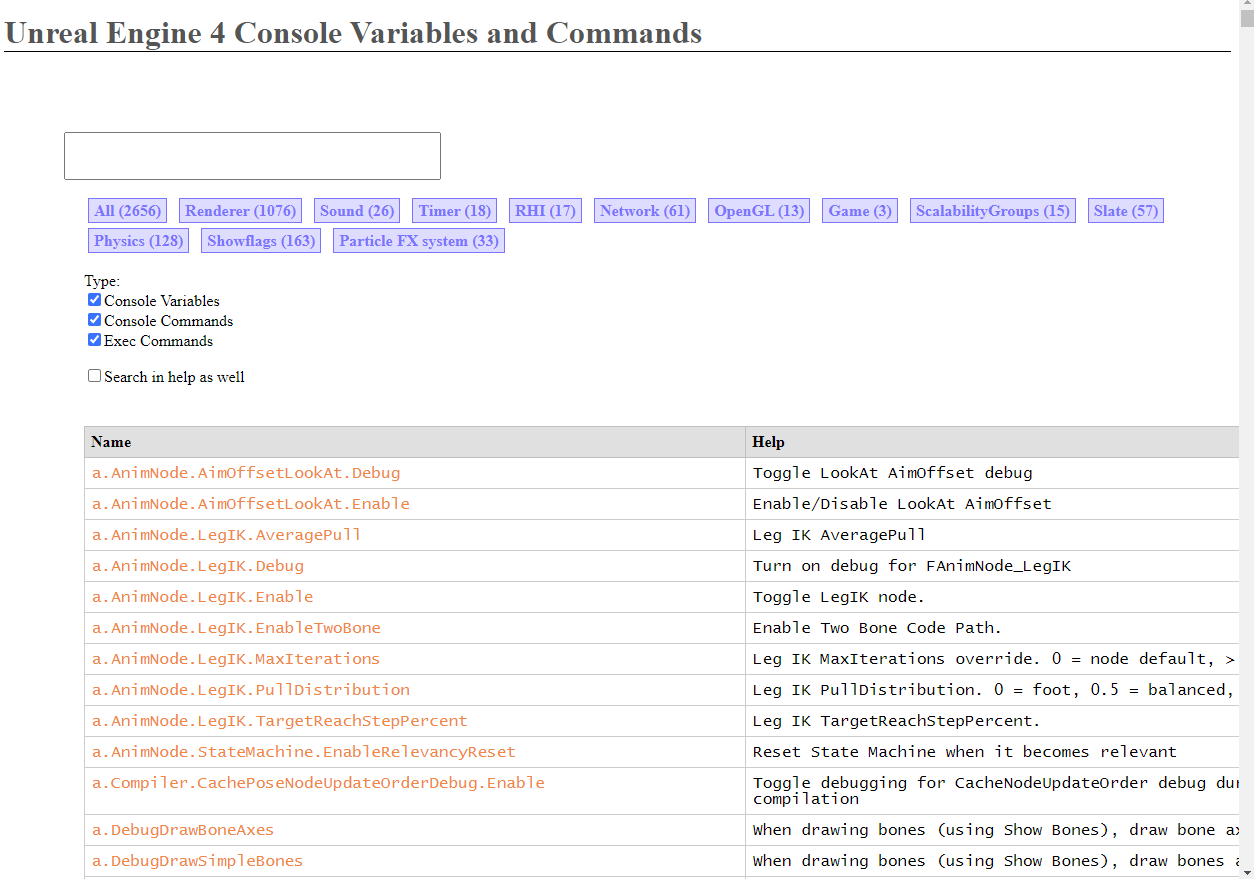 Unreal Engine 4 Console Variables and Commands
All (2656) Renderer (1076) Sound (26) Timer (18) RHI (17) Network (61) OpenGL (13) Game (3) ScalabilityGroups (15) Slate (57)
Physics (128) Showflags (163) Particle FX system (33)
Type:
Console Variables
Console Commands
Exec Commands
Search in help as well
Name Help
a.AnimNode.AimOffsetLookAt.Debug Toggle LookAt AimOffset debug
a.AnimNode.AimOffsetLookAt.Enable Enable/Disable LookAt AimOffset
a.AnimNode.LegIK.AveragePull Leg IK AveragePull
a.AnimNode.LegIK.Debug Turn on debug for FAnimNode_LegIK
a.AnimNode.LegIK.Enable Toggle LegIK node.
a.AnimNode.LegIK.EnableTwoBone Enable Two Bone Code Path.
a.AnimNode.LegIK.MaxIterations Leg IK MaxIterations override. 0 = node default, >
a.AnimNode.LegIK.PullDistribution Leg IK PullDistribution. 0 = foot, 0.5 = balanced,
a.AnimNode.LegIK.TargetReachStepPercent Leg IK TargetReachStepPercent.
a.AnimNode.StateMachine.EnableRelevancyReset Reset State Machine when it becomes relevant
a.Compiler.CachePoseNodeUpdateOrderDebug.Enable Toggle debugging for CacheNodeUpdateOrder debug
compilation
a.DebugDrawBoneAxes When drawing bones (using Show Bones), draw bone
a.DebugDrawSimpleBones When drawing bones (using Show Bones), draw bones